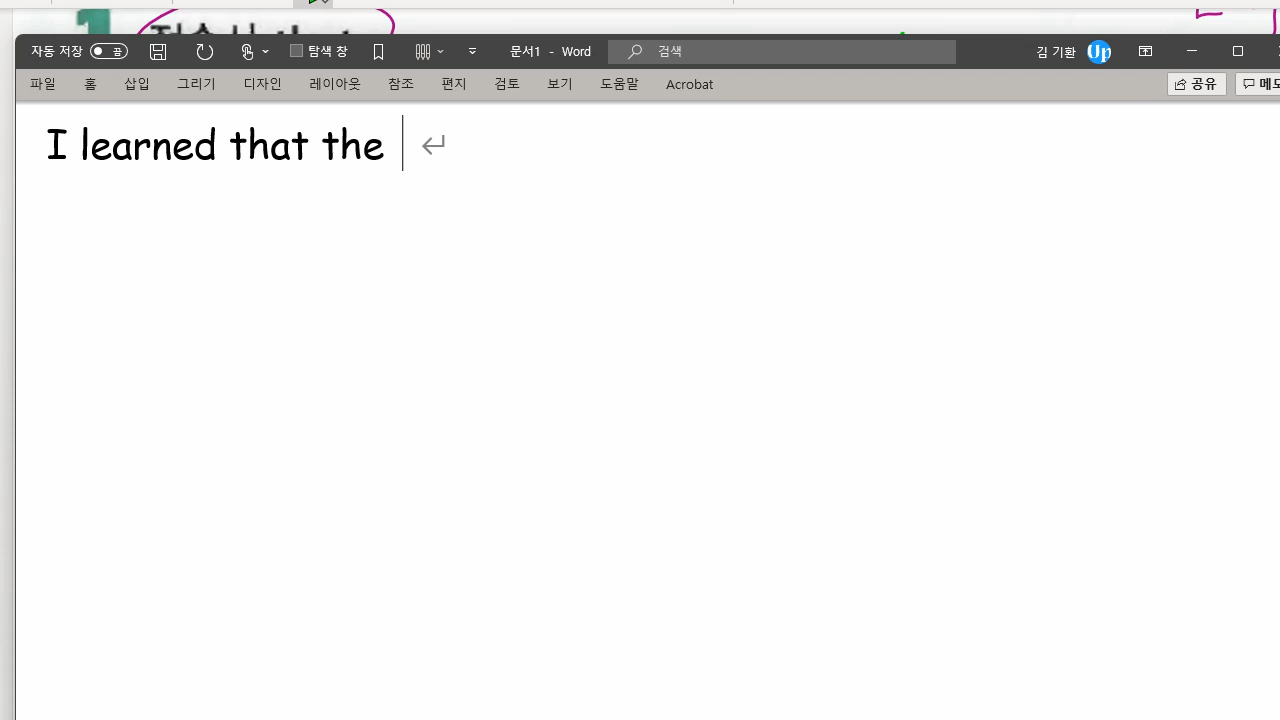 자동 저장 끔 탐색 창 문서1 - Word 검색 김 기환 Up
파일 홈 삽입 그리기 디자인 레이아웃 참조 편지 검토 보기 도움말 Acrobat 공유
I learned that the